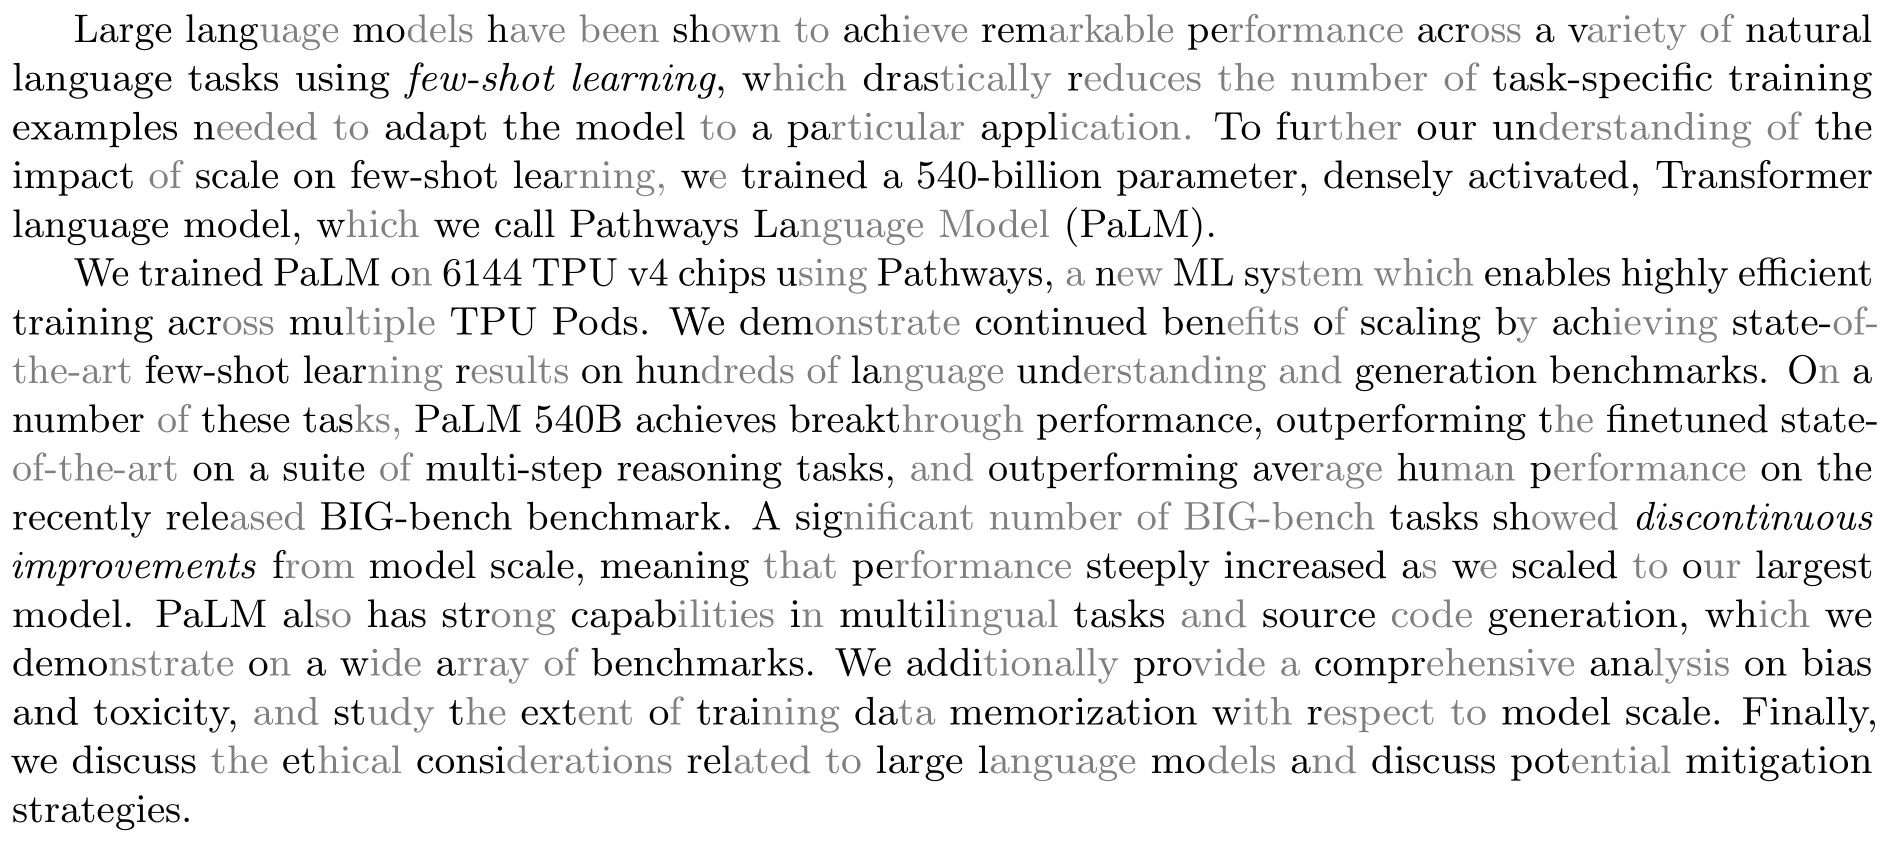 Large language models have been shown to achieve remarkable performance across a variety of natural
language tasks using few-shot learning, which drastically reduces the number of task-specific training
examples needed to adapt the model to a particular application. To further our understanding of the
impact of scale on few-shot learning, we trained a 540-billion parameter, densely activated, Transformer
language model, which we call Pathways Language Model (PaLM).
We trained PaLM on 6144 TPU v4 chips using Pathways, a new ML system which enables highly efficient
training across multiple TPU Pods. We demonstrate continued benefits of scaling by achieving state-of-
the-art few-shot learning results on hundreds of language understanding and generation benchmarks. On a
number of these tasks, PaLM 540B achieves breakthrough performance, outperforming the finetuned state-
of-the-art on a suite of multi-step reasoning tasks, and outperforming average human performance on the
recently released BIG-bench benchmark. A significant number of BIG-bench tasks showed discontinuous
improvements from model scale, meaning that performance steeply increased as we scaled to our largest
model. PaLM also has strong capabilities in multilingual tasks and source code generation, which we
demonstrate on a wide array of benchmarks. We additionally provide a comprehensive analysis on bias
and toxicity, and study the extent of training data memorization with respect to model scale. Finally,
we discuss the ethical considerations related to large language models and discuss potential mitigation
strategies.